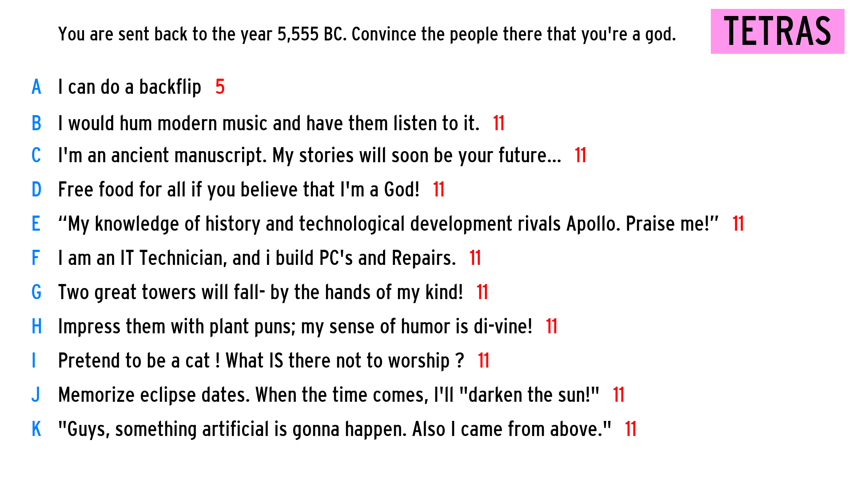 You are sent back to the year 5,555 BC. Convince the people there that you're a god.
TETRAS
A I can do a backflip 5
B I would hum modern music and have them listen to it. 11
C I'm an ancient manuscript. My stories will soon be your future... 11
D Free food for all if you believe that I'm a God! 11
E “My knowledge of history and technological development rivals Apollo. Praise me!” 11
F I am an IT Technician, and i build PC's and Repairs. 11
G Two great towers will fall- by the hands of my kind! 11
H Impress them with plant puns; my sense of humor is di-vine! 11
I Pretend to be a cat ! What IS there not to worship ? 11
J Memorize eclipse dates. When the time comes, I'll "darken the sun!" 11
K "Guys, something artificial is gonna happen. Also I came from above." 11